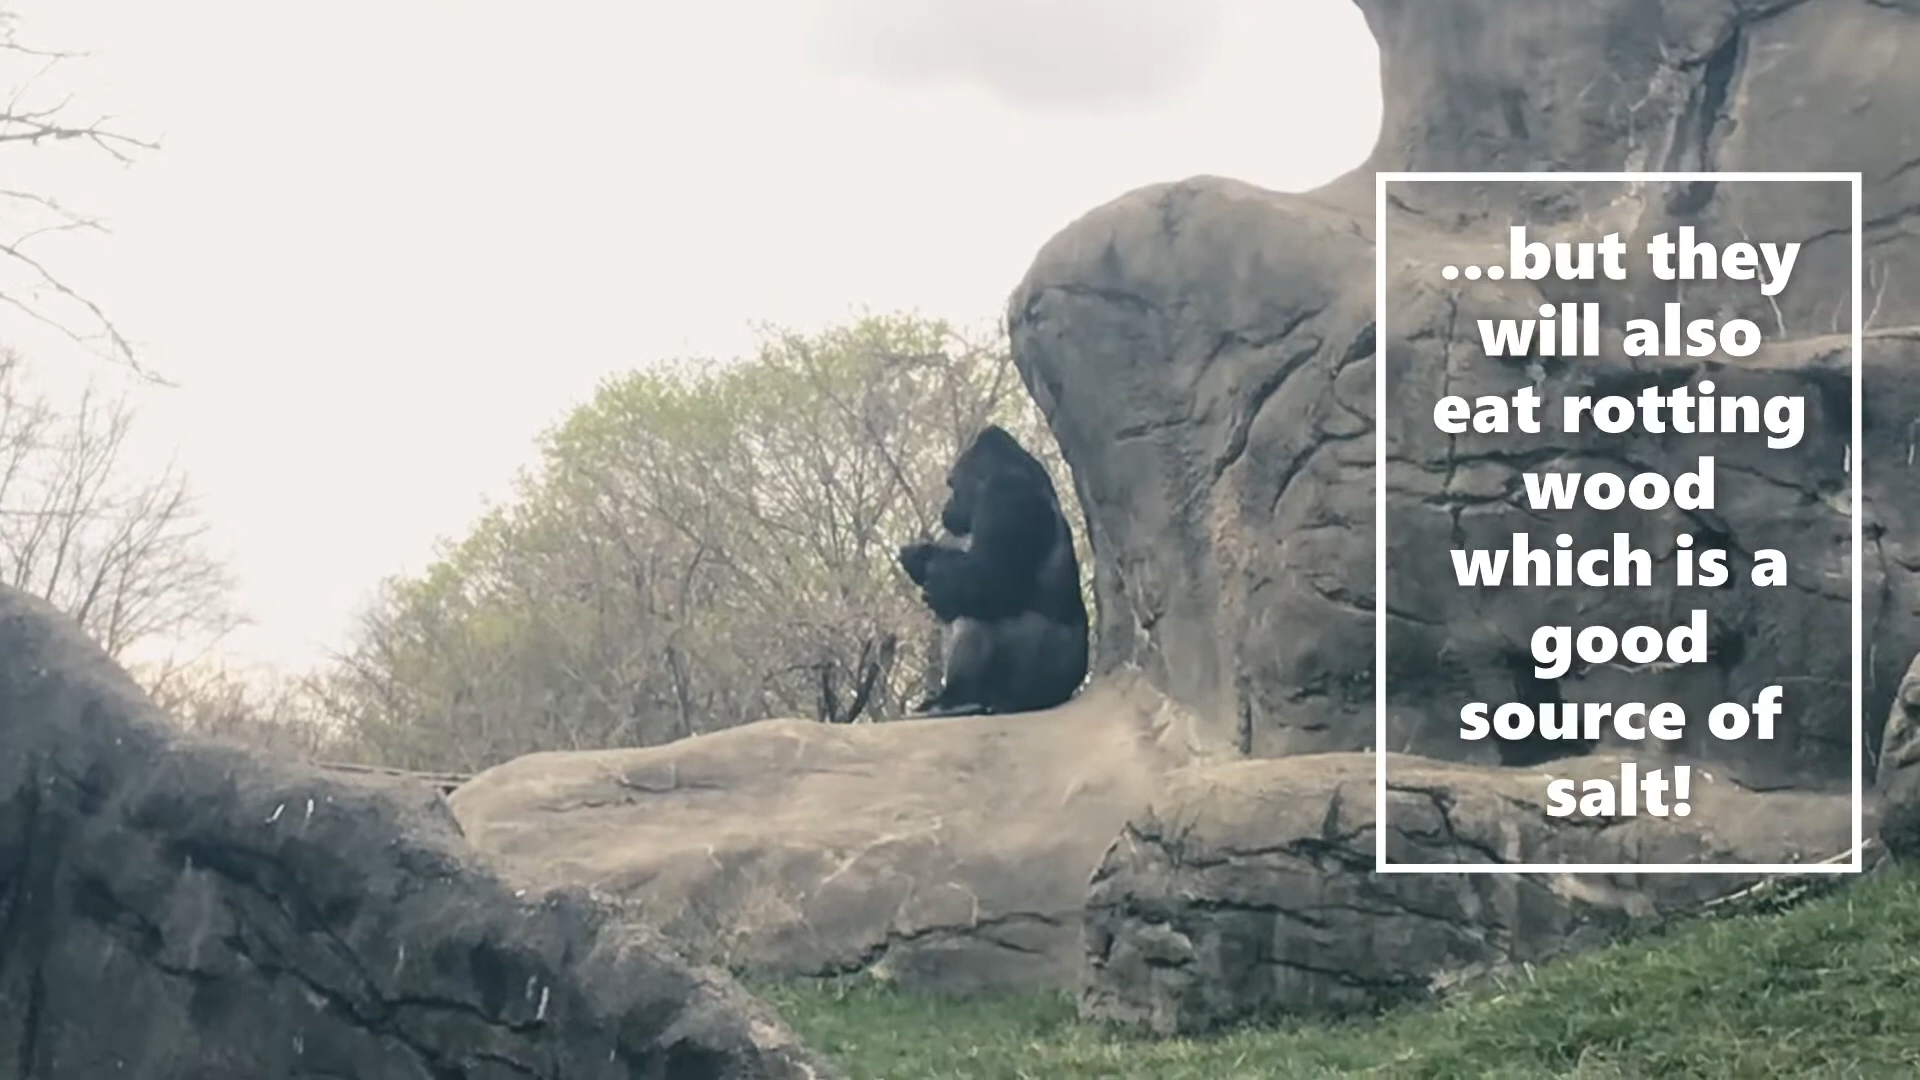 ...but they
will also
eat rotting
wood
which is a
good
source of
salt!